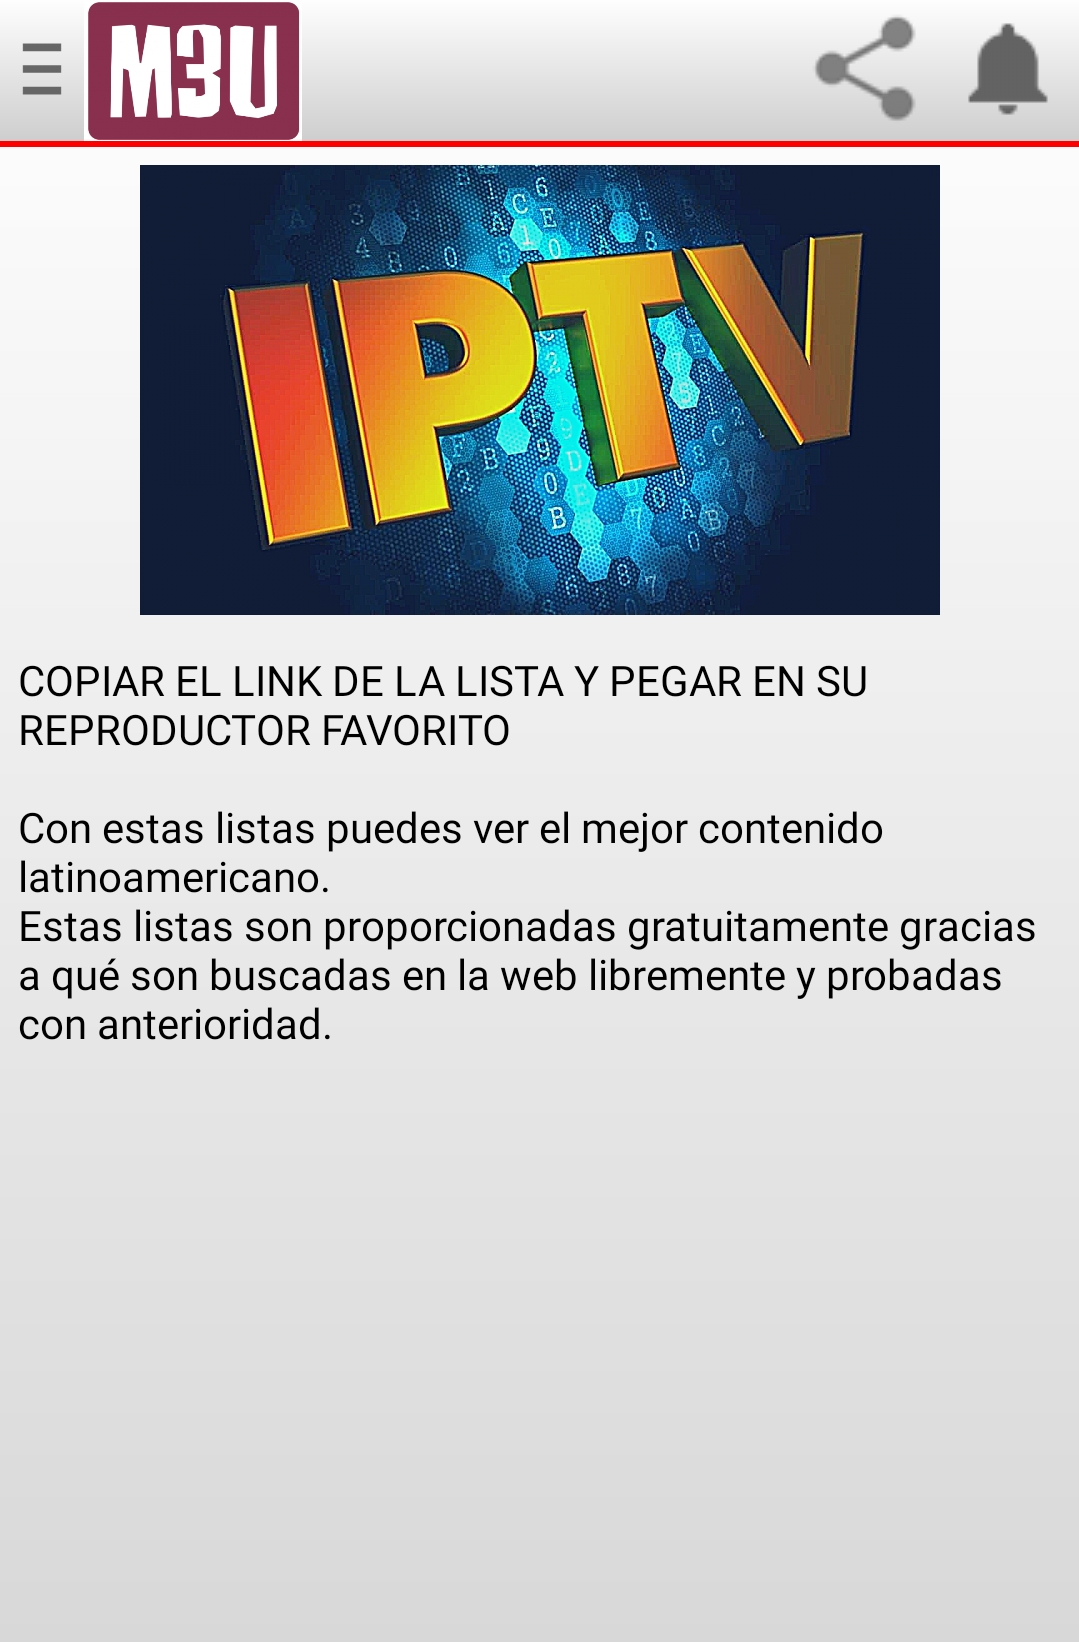 M3U
IPTV
COPIAR EL LINK DE LA LISTA Y PEGAR EN SU
REPRODUCTOR FAVORITO
Con estas listas puedes ver el mejor contenido
latinoamericano.
Estas listas son proporcionadas gratuitamente gracias
a qué son buscadas en la web libremente y probadas
con anterioridad.